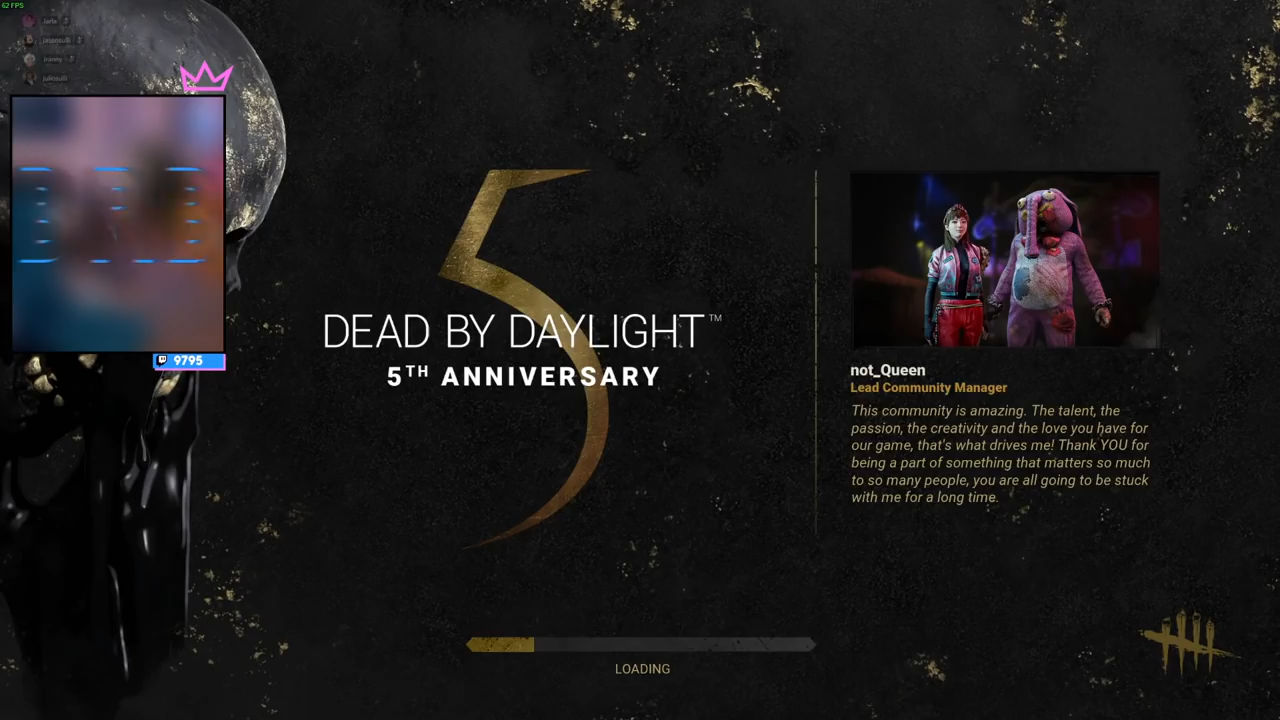 62 FPS
9795
DEAD BY DAYLIGHT™
5TH ANNIVERSARY
not_Queen
Lead Community Manager
This community is amazing. The talent, the
passion, the creativity and the love you have for
our game, that's what drives me! Thank YOU for
being a part of something that matters so much
to so many people, you are all going to be stuck
with me for a long time.
LOADING